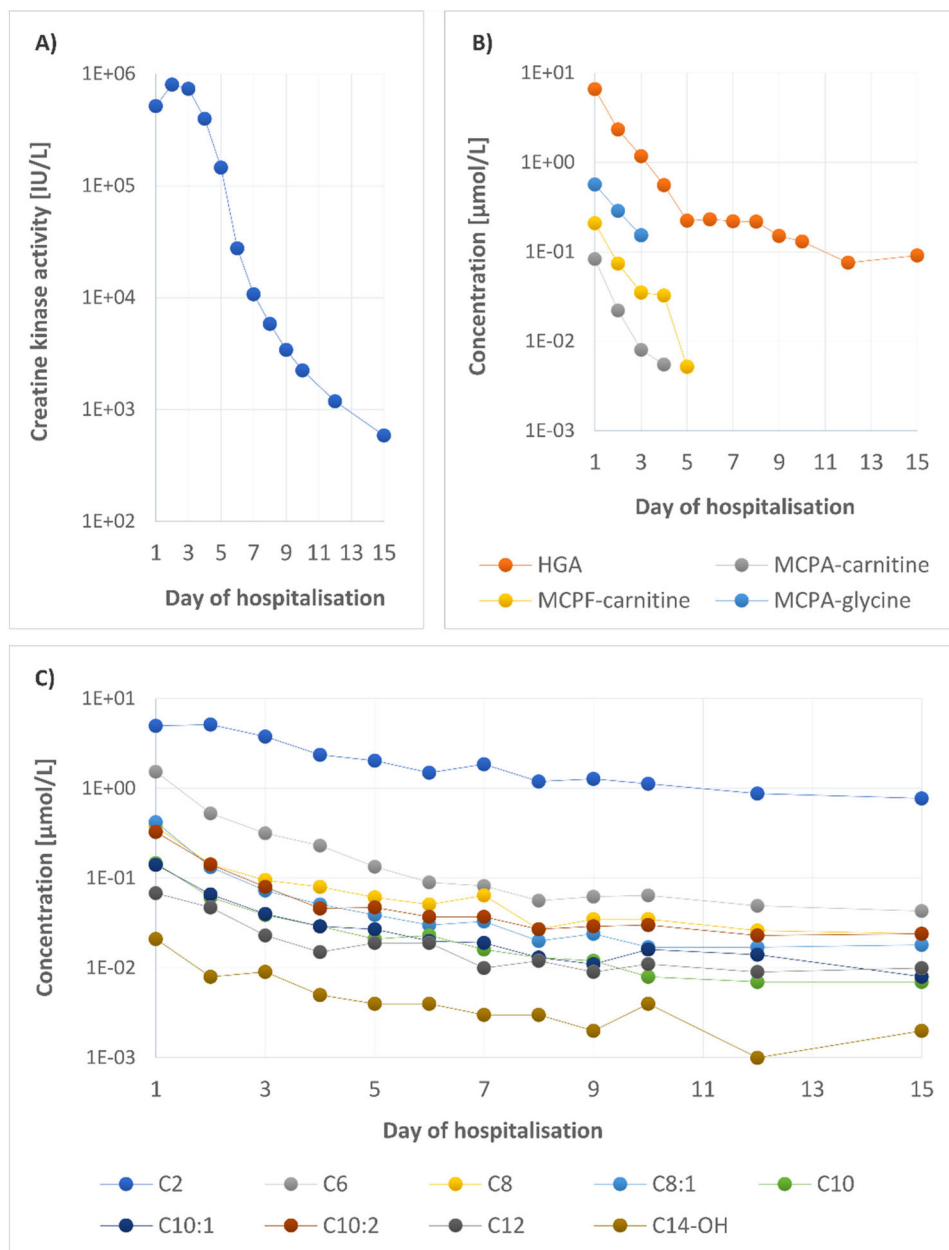 A)
1E+06
1E+05
1E+04
1E+03
1E+02
Creatine kinase activity [IU/L]
1 3 5 7 9 11 13 15
Day of hospitalisation
B)
1E+01
1E+00
1E-01
1E-02
1E-03
Concentration [µmol/L]
1 3 5 7 9 11 13 15
Day of hospitalisation
HGA MCPA-carnitine
MCPF-carnitine MCPA-glycine
C)
1E+01
1E+00
1E-01
1E-02
1E-03
Concentration [µmol/L]
1 3 5 7 9 11 13 15
Day of hospitalisation
C2 C6 C8 C8:1 C10
C10:1 C10:2 C12 C14-OH